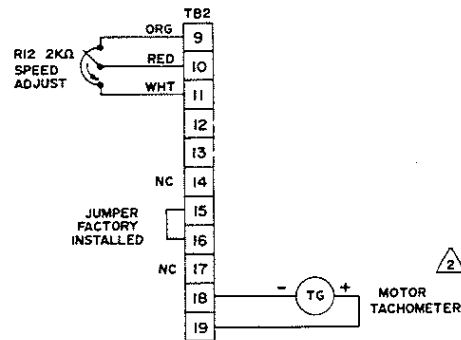 TB2
ORG 9
R12 2KΩ
SPEED
ADJUST
RED 10
WHT 11
12
13
NC 14
15
JUMPER
FACTORY
INSTALLED
16
NC 17
2
18 - TG +
MOTOR
TACHOMETER
19